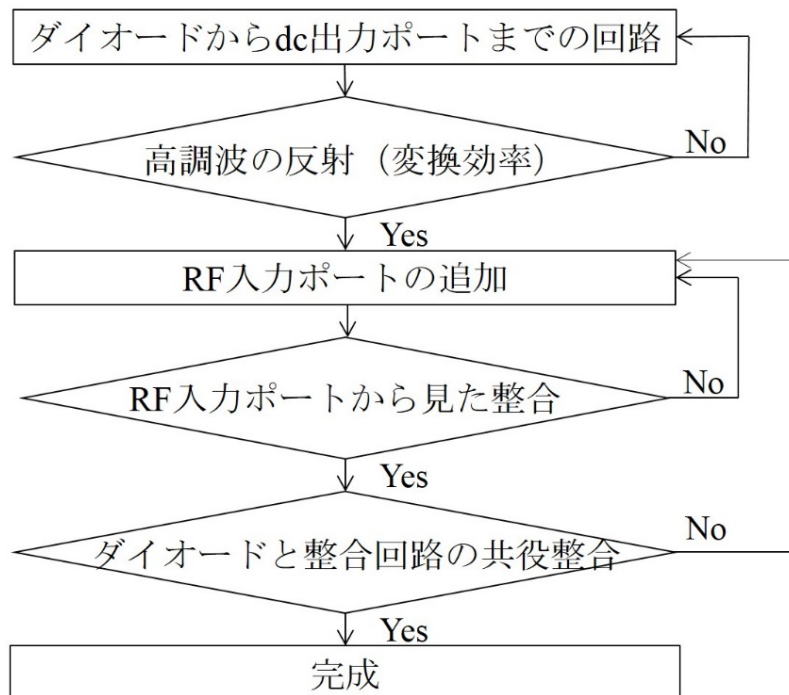 ダイオードからdc出力ポートまでの回路
高調波の反射（変換効率）
No
Yes
RF入力ポートの追加
RF入力ポートから見た整合
No
Yes
ダイオードと整合回路の共役整合
No
Yes
完成